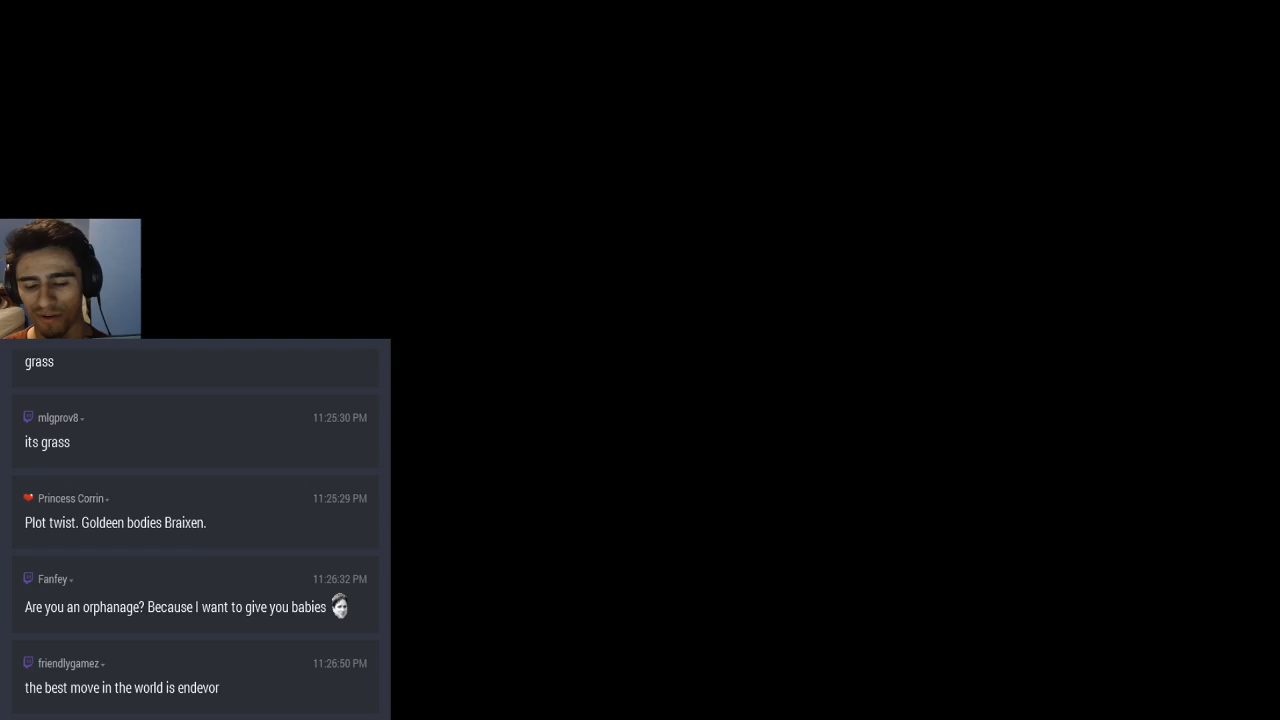 grass
mlgprov8
11:25:30 PM
its grass
Princess Corrin
11:25:29 PM
Plot twist. Goldeen bodies Braixen.
Fanfey
11:26:32 PM
Are you an orphanage? Because I want to give you babies
friendlygamez
11:26:50 PM
the best move in the world is endevor